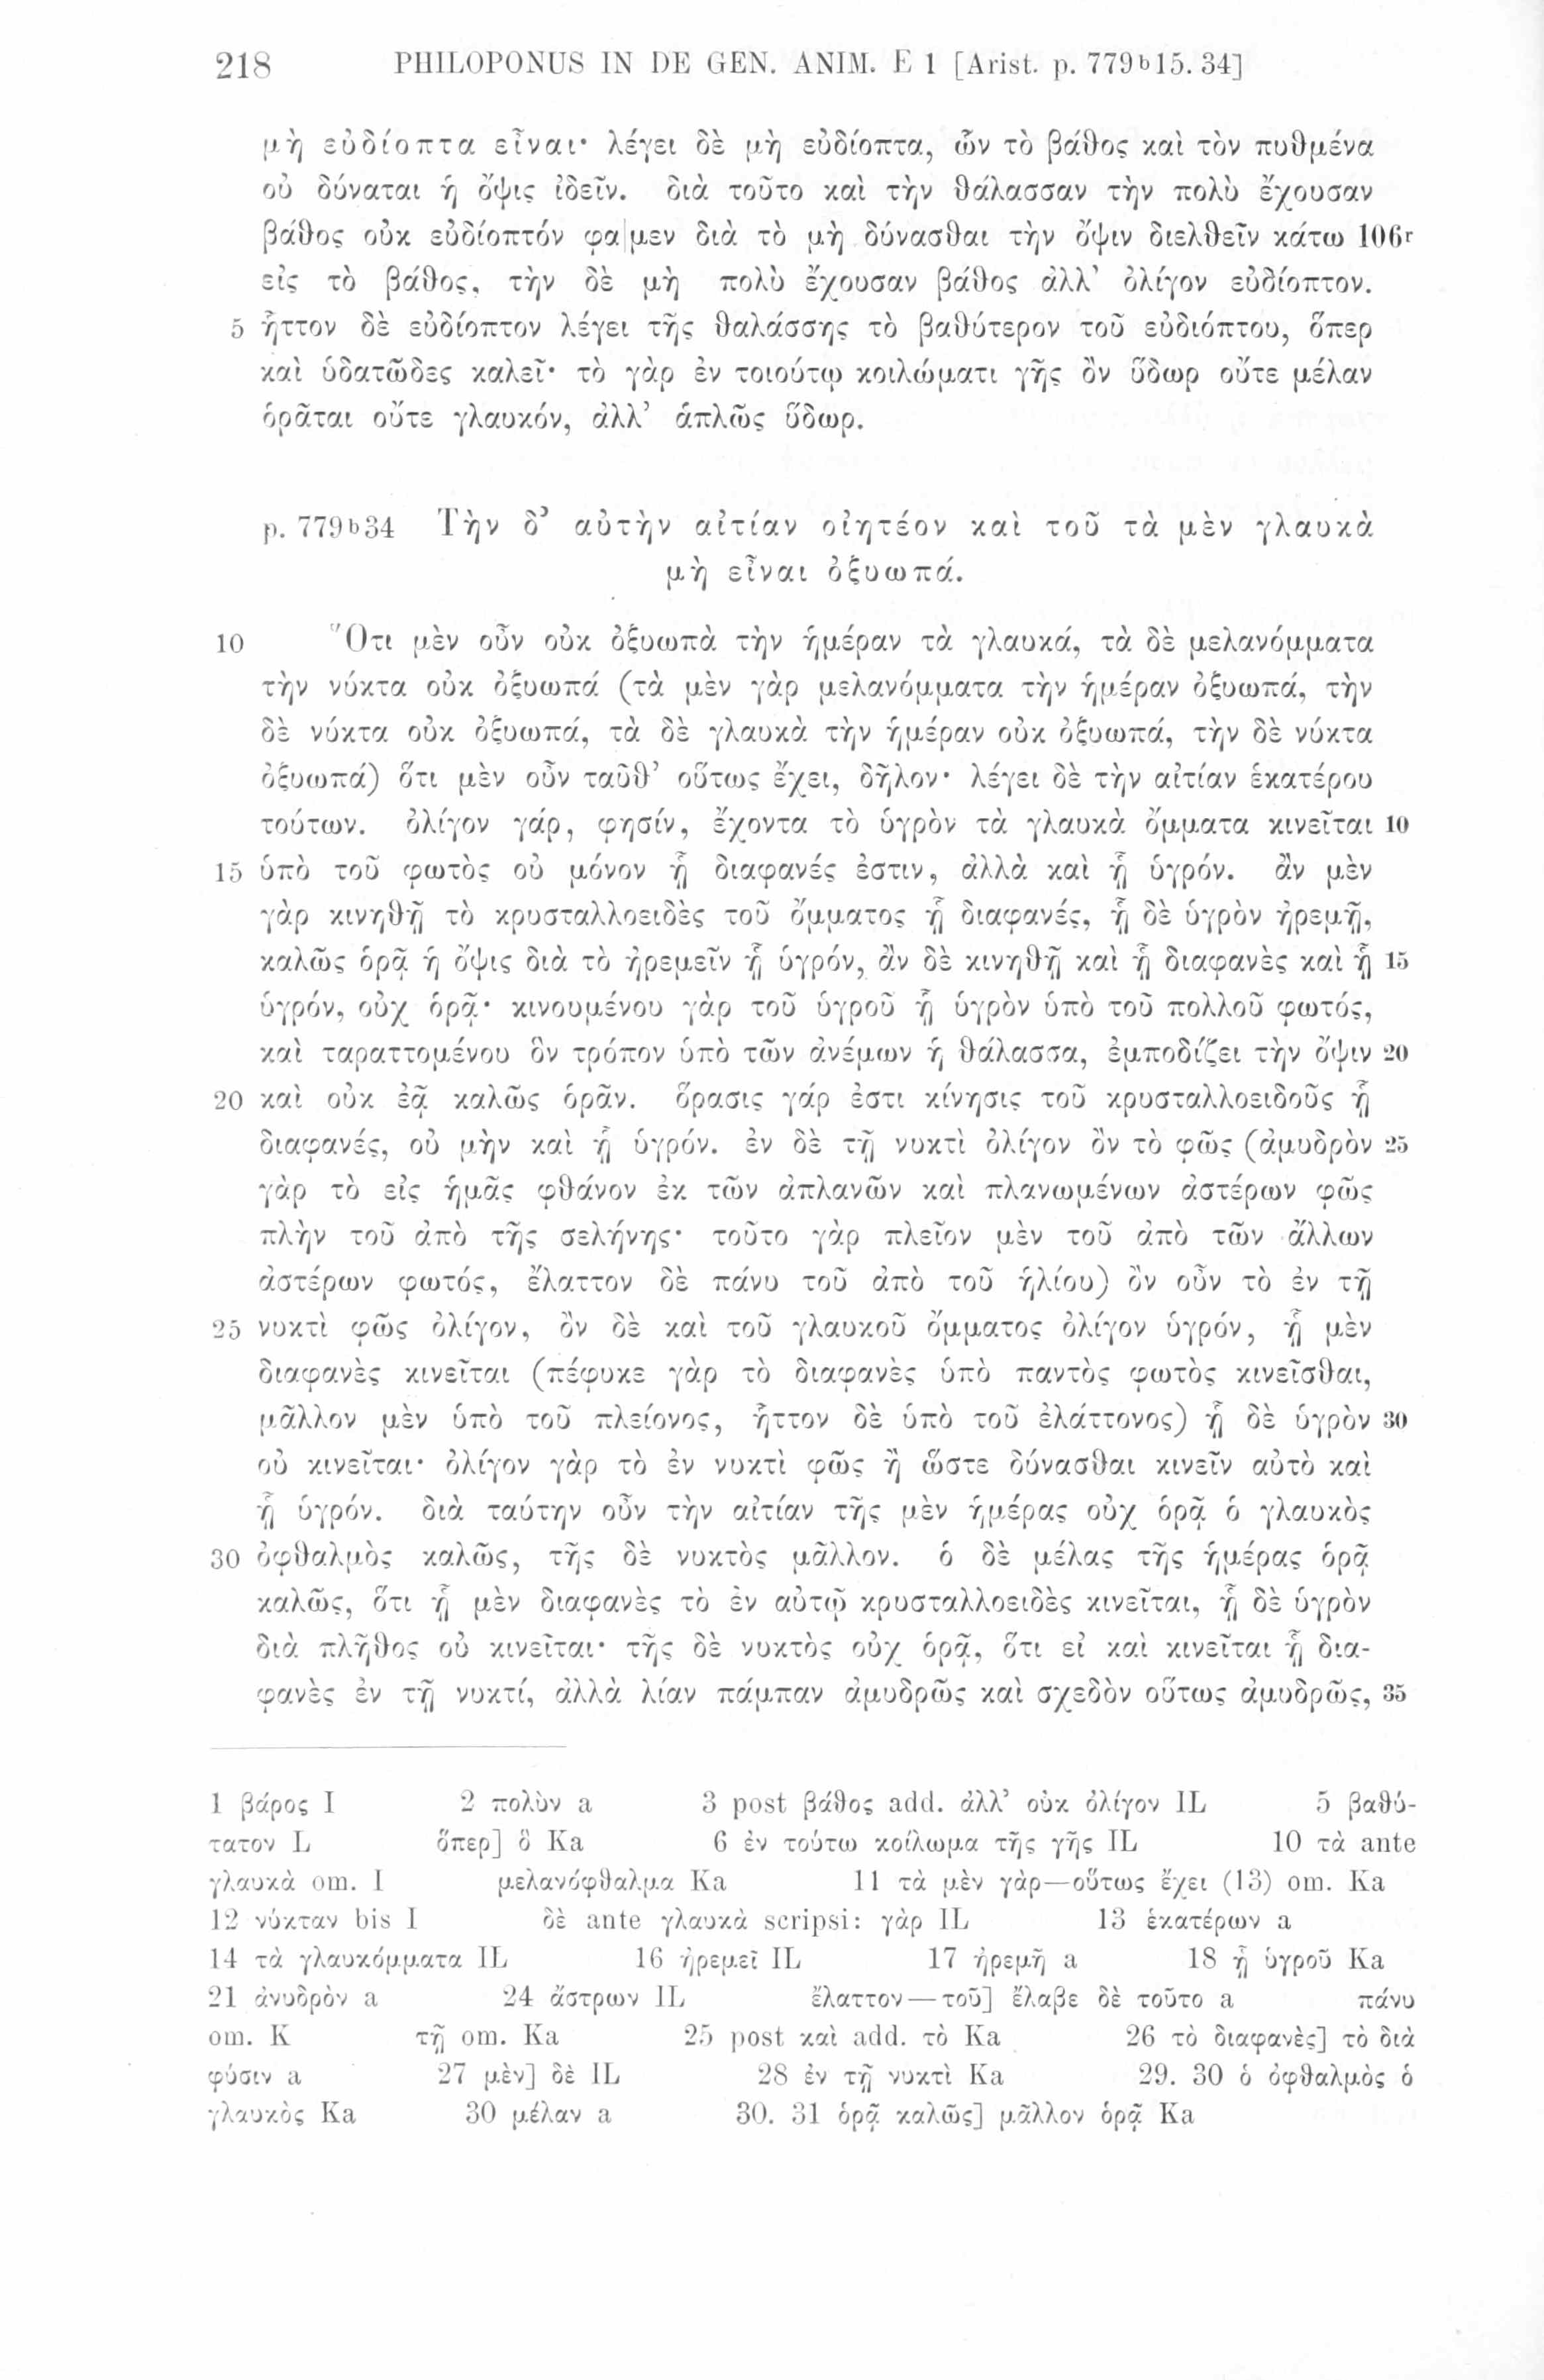 218 PHILOPONUS IN DE GEN. ANIM. E 1 [Arist. p. 779b15. 34]
μὴ εὐδίοπτα εἶναι· λέγει δὲ μὴ εὐδίοπτα, ὧν τὸ βάθος καὶ τὸν πυθμένα
οὐ δύναται ἡ ὄψις ἰδεῖν. διὰ τοῦτο καὶ τὴν θάλασσαν τὴν πολὺ ἔχουσαν
βάθος οὐκ εὐδίοπτόν φα|μεν διὰ τὸ μὴ δύνασθαι τὴν ὄψιν διελθεῖν κάτω 106r
εἰς τὸ βάθος, τὴν δὲ μὴ πολὺ ἔχουσαν βάθος ἀλλ’ ὀλίγον εὐδίοπτον.
5 ἧττον δὲ εὐδίοπτον λέγει τῆς θαλάσσης τὸ βαθύτερον τοῦ εὐδιόπτου, ὅπερ
καὶ ὑδατῶδες καλεῖ· τὸ γὰρ ἐν τοιούτῳ κοιλώματι γῆς ὂν ὕδωρ οὔτε μέλαν
ὁρᾶται οὔτε γλαυκόν, ἀλλ’ ἁπλῶς ὕδωρ.
p. 779b34 Τὴν δ’ αὐτὴν αἰτίαν οἰητέον καὶ τοῦ τὰ μὲν γλαυκὰ
μὴ εἶναι ὀξυωπά.
10 Ὅτι μὲν οὖν οὐκ ὀξυωπὰ τὴν ἡμέραν τὰ γλαυκά, τὰ δὲ μελανόμματα
τὴν νύκτα οὐκ ὀξυωπά (τὰ μὲν γὰρ μελανόμματα τὴν ἡμέραν ὀξυωπά, τὴν
δὲ νύκτα οὐκ ὀξυωπά, τὰ δὲ γλαυκὰ τὴν ἡμέραν οὐκ ὀξυωπά, τὴν δὲ νύκτα
ὀξυωπά) ὅτι μὲν οὖν ταῦθ’ οὕτως ἔχει, δῆλον· λέγει δὲ τὴν αἰτίαν ἑκατέρου
τούτων. ὀλίγον γάρ, φησίν, ἔχοντα τὸ ὑγρὸν τὰ γλαυκὰ ὄμματα κινεῖται 10
15 ὑπὸ τοῦ φωτὸς οὐ μόνον ᾗ διαφανές ἐστιν, ἀλλὰ καὶ ᾗ ὑγρόν. ἂν μὲν
γὰρ κινηθῇ τὸ κρυσταλλοειδὲς τοῦ ὄμματος ᾗ διαφανές, ᾗ δὲ ὑγρὸν ἠρεμῇ,
καλῶς ὁρᾷ ἡ ὄψις διὰ τὸ ἠρεμεῖν ᾗ ὑγρόν, ἂν δὲ κινηθῇ καὶ ᾗ διαφανὲς καὶ ᾗ 15
ὑγρόν, οὐχ ὁρᾷ· κινουμένου γὰρ τοῦ ὑγροῦ ᾗ ὑγρὸν ὑπὸ τοῦ πολλοῦ φωτός,
καὶ ταραττομένου ὃν τρόπον ὑπὸ τῶν ἀνέμων ἡ θάλασσα, ἐμποδίζει τὴν ὄψιν 20
20 καὶ οὐκ ἐᾷ καλῶς ὁρᾶν. ὅρασις γάρ ἐστι κίνησις τοῦ κρυσταλλοειδοῦς ᾗ
διαφανές, οὐ μὴν καὶ ᾗ ὑγρόν. ἐν δὲ τῇ νυκτὶ ὀλίγον ὂν τὸ φῶς (ἀμυδρὸν 25
γὰρ τὸ εἰς ἡμᾶς φθάνον ἐκ τῶν ἀπλανῶν καὶ πλανωμένων ἀστέρων φῶς
πλὴν τοῦ ἀπὸ τῆς σελήνης· τοῦτο γὰρ πλεῖον μὲν τοῦ ἀπὸ τῶν ἄλλων
ἀστέρων φωτός, ἔλαττον δὲ πάνυ τοῦ ἀπὸ τοῦ ἡλίου) ὂν οὖν τὸ ἐν τῇ
25 νυκτὶ φῶς ὀλίγον, ὂν δὲ καὶ τοῦ γλαυκοῦ ὄμματος ὀλίγον ὑγρόν, ᾗ μὲν
διαφανὲς κινεῖται (πέφυκε γὰρ τὸ διαφανὲς ὑπὸ παντὸς φωτὸς κινεῖσθαι,
μᾶλλον μὲν ὑπὸ τοῦ πλείονος, ἧττον δὲ ὑπὸ τοῦ ἐλάττονος) ᾗ δὲ ὑγρὸν 30
οὐ κινεῖται· ὀλίγον γὰρ τὸ ἐν νυκτὶ φῶς ἢ ὥστε δύνασθαι κινεῖν αὐτὸ καὶ
ᾗ ὑγρόν. διὰ ταύτην οὖν τὴν αἰτίαν τῆς μὲν ἡμέρας οὐχ ὁρᾷ ὁ γλαυκὸς
30 ὀφθαλμὸς καλῶς, τῆς δὲ νυκτὸς μᾶλλον. ὁ δὲ μέλας τῆς ἡμέρας ὁρᾷ
καλῶς, ὅτι ᾗ μὲν διαφανὲς τὸ ἐν αὐτῷ κρυσταλλοειδὲς κινεῖται, ᾗ δὲ ὑγρὸν
διὰ πλῆθος οὐ κινεῖται· τῆς δὲ νυκτὸς οὐχ ὁρᾷ, ὅτι εἰ καὶ κινεῖται ᾗ δια-
φανὲς ἐν τῇ νυκτί, ἀλλὰ λίαν πάμπαν ἀμυδρῶς καὶ σχεδὸν οὕτως ἀμυδρῶς, 35
1 βάρος I 2 πολὺν a 3 post βάθος add. ἀλλ’ οὐκ ὀλίγον IL 5 βαθύ-
τατον L ὅπερ] ὃ Ka 6 ἐν τούτω κοίλωμα τῆς γῆς IL 10 τὰ ante
γλαυκὰ om. I μελανόφθαλμα Ka 11 τὰ μὲν γὰρ—οὕτως ἔχει (13) om. Ka
12 νύκταν bis I δὲ ante γλαυκὰ scripsi: γὰρ IL 13 ἑκατέρων a
14 τὰ γλαυκόμματα IL 16 ἠρεμεῖ IL 17 ἠρεμῆ a 18 ᾗ ὑγροῦ Ka
21 ἀνυδρὸν a 24 ἄστρων IL ἔλαττον—τοῦ] ἔλαβε δὲ τοῦτο a πάνυ
om. K τῇ om. Ka 25 post καὶ add. τὸ Ka 26 τὸ διαφανὲς] τὸ διὰ
φύσιν a 27 μὲν] δὲ IL 28 ἐν τῇ νυκτὶ Ka 29. 30 ὁ ὀφθαλμὸς ὁ
γλαυκὸς Ka 30 μέλαν a 30. 31 ὁρᾷ καλῶς] μᾶλλον ὁρᾷ Ka